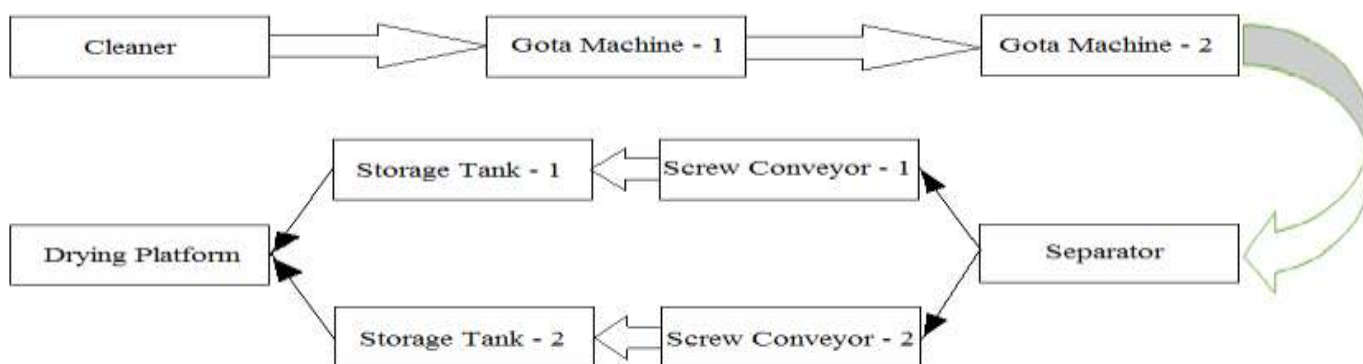 Cleaner
Gota Machine - 1
Gota Machine - 2
Storage Tank - 1
Screw Conveyor - 1
Drying Platform
Separator
Storage Tank - 2
Screw Conveyor - 2